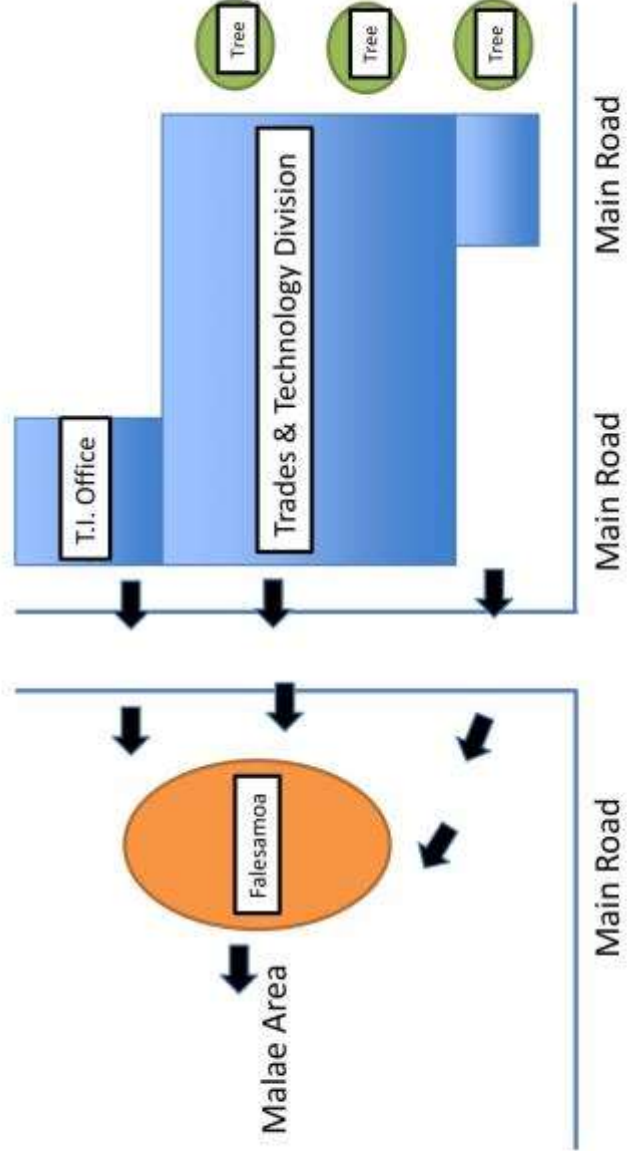 Tree
Tree
Tree
T.I. Office
Trades & Technology Division
Main Road
Main Road
Falesamoa
Malae Area
Main Road